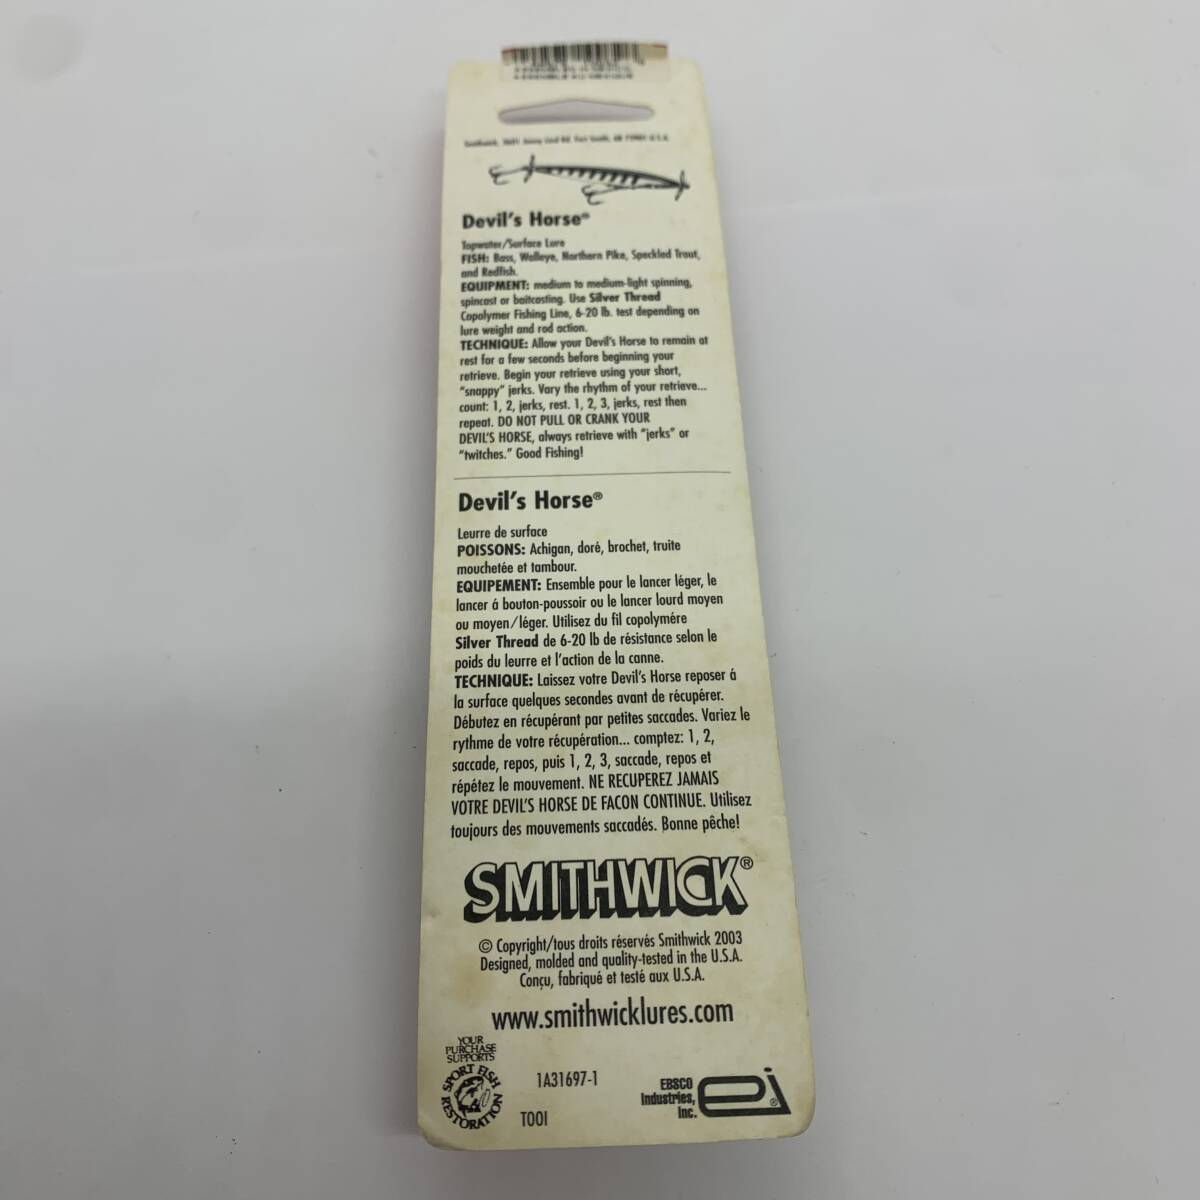 Devil's Horse®
Topwater/Surface Lure
FISH: Bass, Walleye, Northern Pike, Speckled Trout,
and Redfish.
EQUIPMENT: medium to medium-light spinning,
spincast or baitcasting. Use Silver Thread
Copolymer Fishing Line, 6-20 lb. test depending on
lure weight and rod action.
TECHNIQUE: Allow your Devil's Horse to remain at
rest for a few seconds before beginning your
retrieve. Begin your retrieve using your short,
"snappy" jerks. Vary the rhythm of your retrieve...
count: 1, 2, jerks, rest. 1, 2, 3, jerks, rest then
repeat. DO NOT PULL OR CRANK YOUR
DEVIL'S HORSE, always retrieve with "jerks" or
"twitches." Good Fishing!
Devil's Horse®
Leurre de surface
POISSONS: Achigan, doré, brochet, truite
mouchetée et tambour.
EQUIPEMENT: Ensemble pour le lancer léger, le
lancer á bouton-poussoir ou le lancer lourd moyen
ou moyen/léger. Utilisez du fil copolymére
Silver Thread de 6-20 lb de résistance selon le
poids du leurre et l'action de la canne.
TECHNIQUE: Laissez votre Devil's Horse reposer á
la surface quelques secondes avant de récupérer.
Débutez en récupérant par petites saccades. Variez le
rythme de votre récupération... comptez: 1, 2,
saccade, repos, puis 1, 2, 3, saccade, repos et
répétez le mouvement. NE RECUPEREZ JAMAIS
VOTRE DEVIL'S HORSE DE FACON CONTINUE. Utilisez
toujours des mouvements saccadés. Bonne pêche!
SMITHWICK®
© Copyright/tous droits réservés Smithwick 2003
Designed, molded and quality-tested in the U.S.A.
Conçu, fabriqué et testé aux U.S.A.
www.smithwicklures.com
YOUR
PURCHASE
SUPPORTS
SPORT FISH
RESTORATION
1A31697-1
TOOI
EBSCO
Industries,
Inc.
ei®